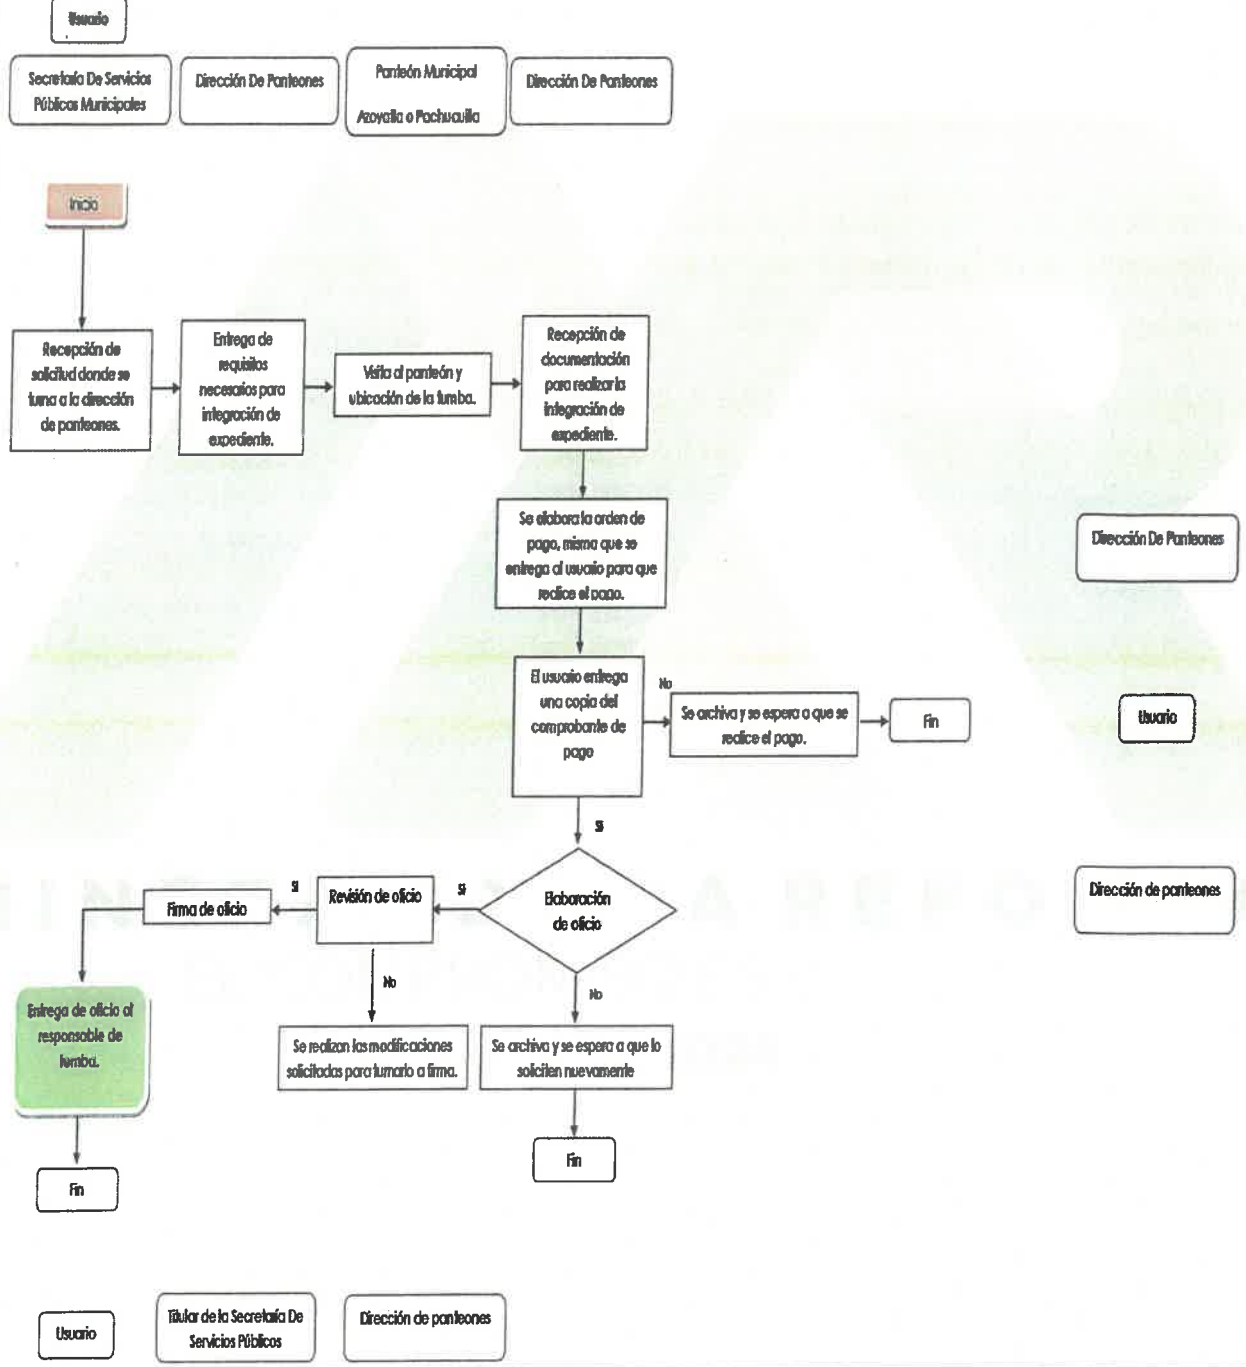 Usuario
Secretaría De Servicios
Públicos Municipales
Dirección De Panteones
Panteón Municipal
Azoyatla o Pachuquilla
Dirección De Panteones
Inicio
Recepción de
solicitud donde se
turna a la dirección
de panteones.
Entrega de
requisitos
necesarios para
integración de
expediente.
Visita al panteón y
ubicación de la tumba.
Recepción de
documentación
para realizar la
integración de
expediente.
Se elabora la orden de
pago, misma que se
entrega al usuario para que
realice el pago.
Dirección De Panteones
El usuario entrega
una copia del
comprobante de
pago
No
Se archiva y se espera a que se
realice el pago.
Fin
Usuario
Si
Elaboración
de oficio
Si
Revisión de oficio
Si
Firma de oficio
Dirección de panteones
No
No
Entrega de oficio al
responsable de
tumba.
Se realizan las modificaciones
solicitadas para turnarlo a firma.
Se archiva y se espera a que lo
soliciten nuevamente
Fin
Fin
Usuario
Titular de la Secretaría De
Servicios Públicos
Dirección de panteones